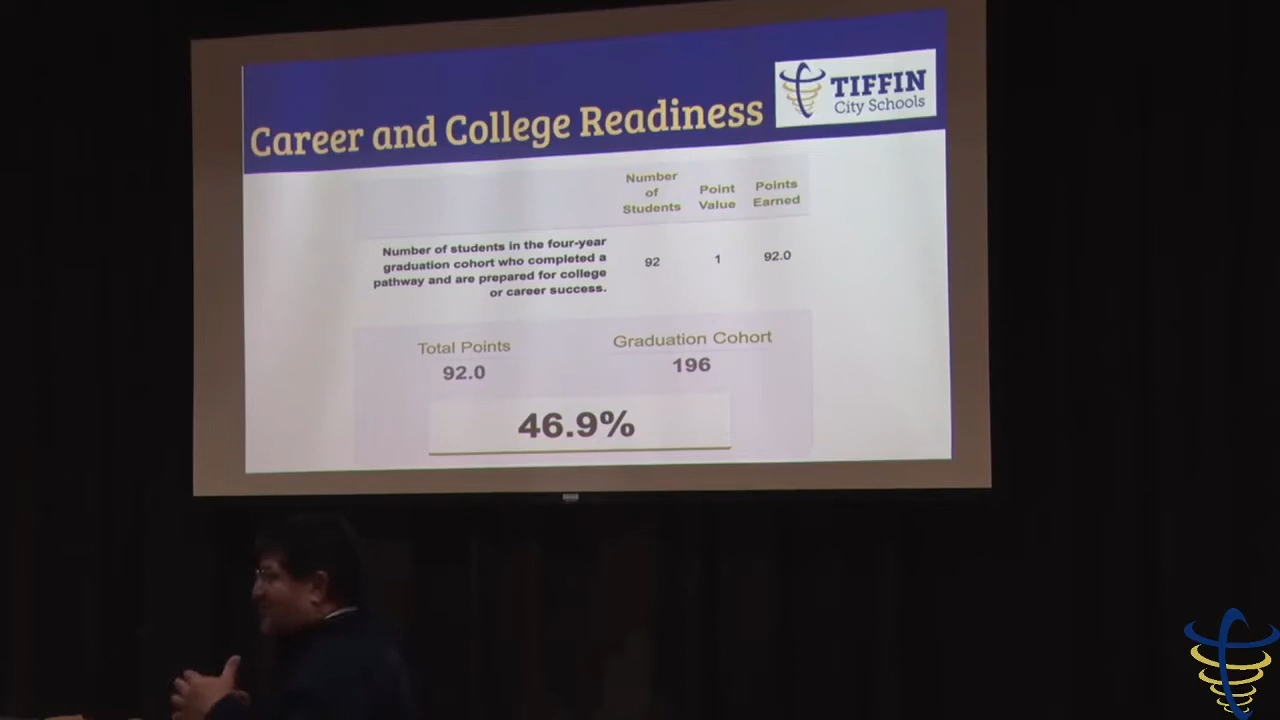 Career and College Readiness
TIFFIN
City Schools
Number
of
Students
Point
Value
Points
Earned
Number of students in the four-year
graduation cohort who completed a
pathway and are prepared for college
or career success.
92
1
92.0
Total Points
92.0
Graduation Cohort
196
46.9%